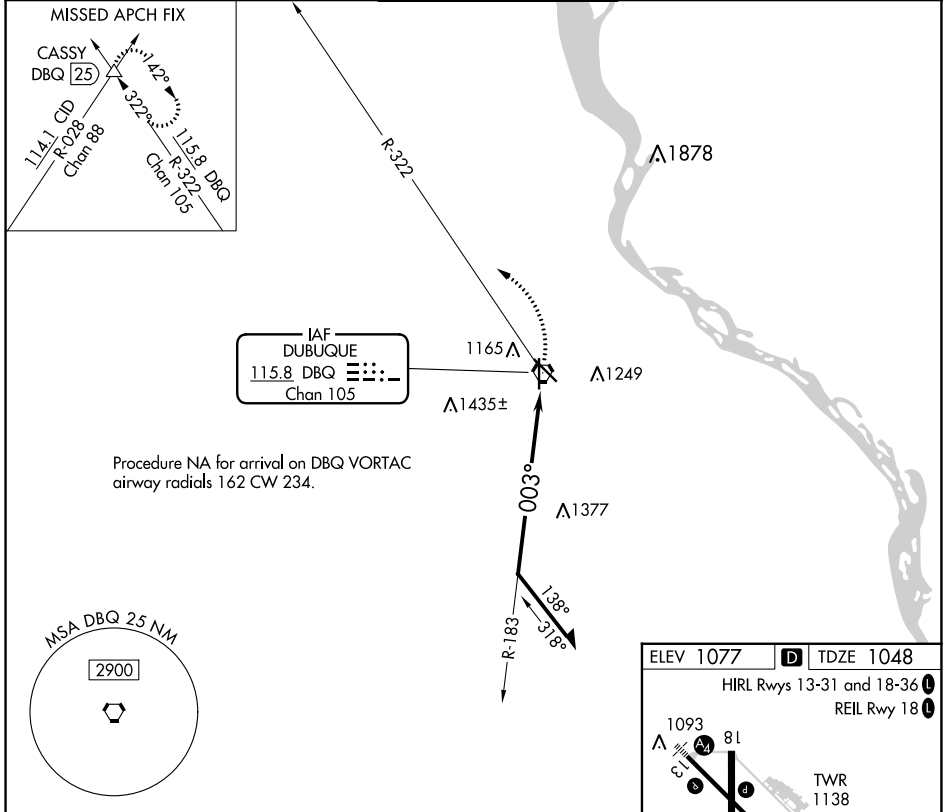 MISSED APCH FIX
CASSY
DBQ 25
142°
322°
114.1 CID
R-028
Chan 88
115.8 DBQ
R-322
Chan 105
R-322
1878
IAF
DUBUQUE
115.8 DBQ
Chan 105
1165
1249
1435±
Procedure NA for arrival on DBQ VORTAC
airway radials 162 CW 234.
003°
1377
138°
318°
R-183
MSA DBQ 25 NM
2900
ELEV 1077 D TDZE 1048
HIRL Rwys 13-31 and 18-36 L
REIL Rwy 18 L
1093
A4
18
13
P
P
TWR
1138